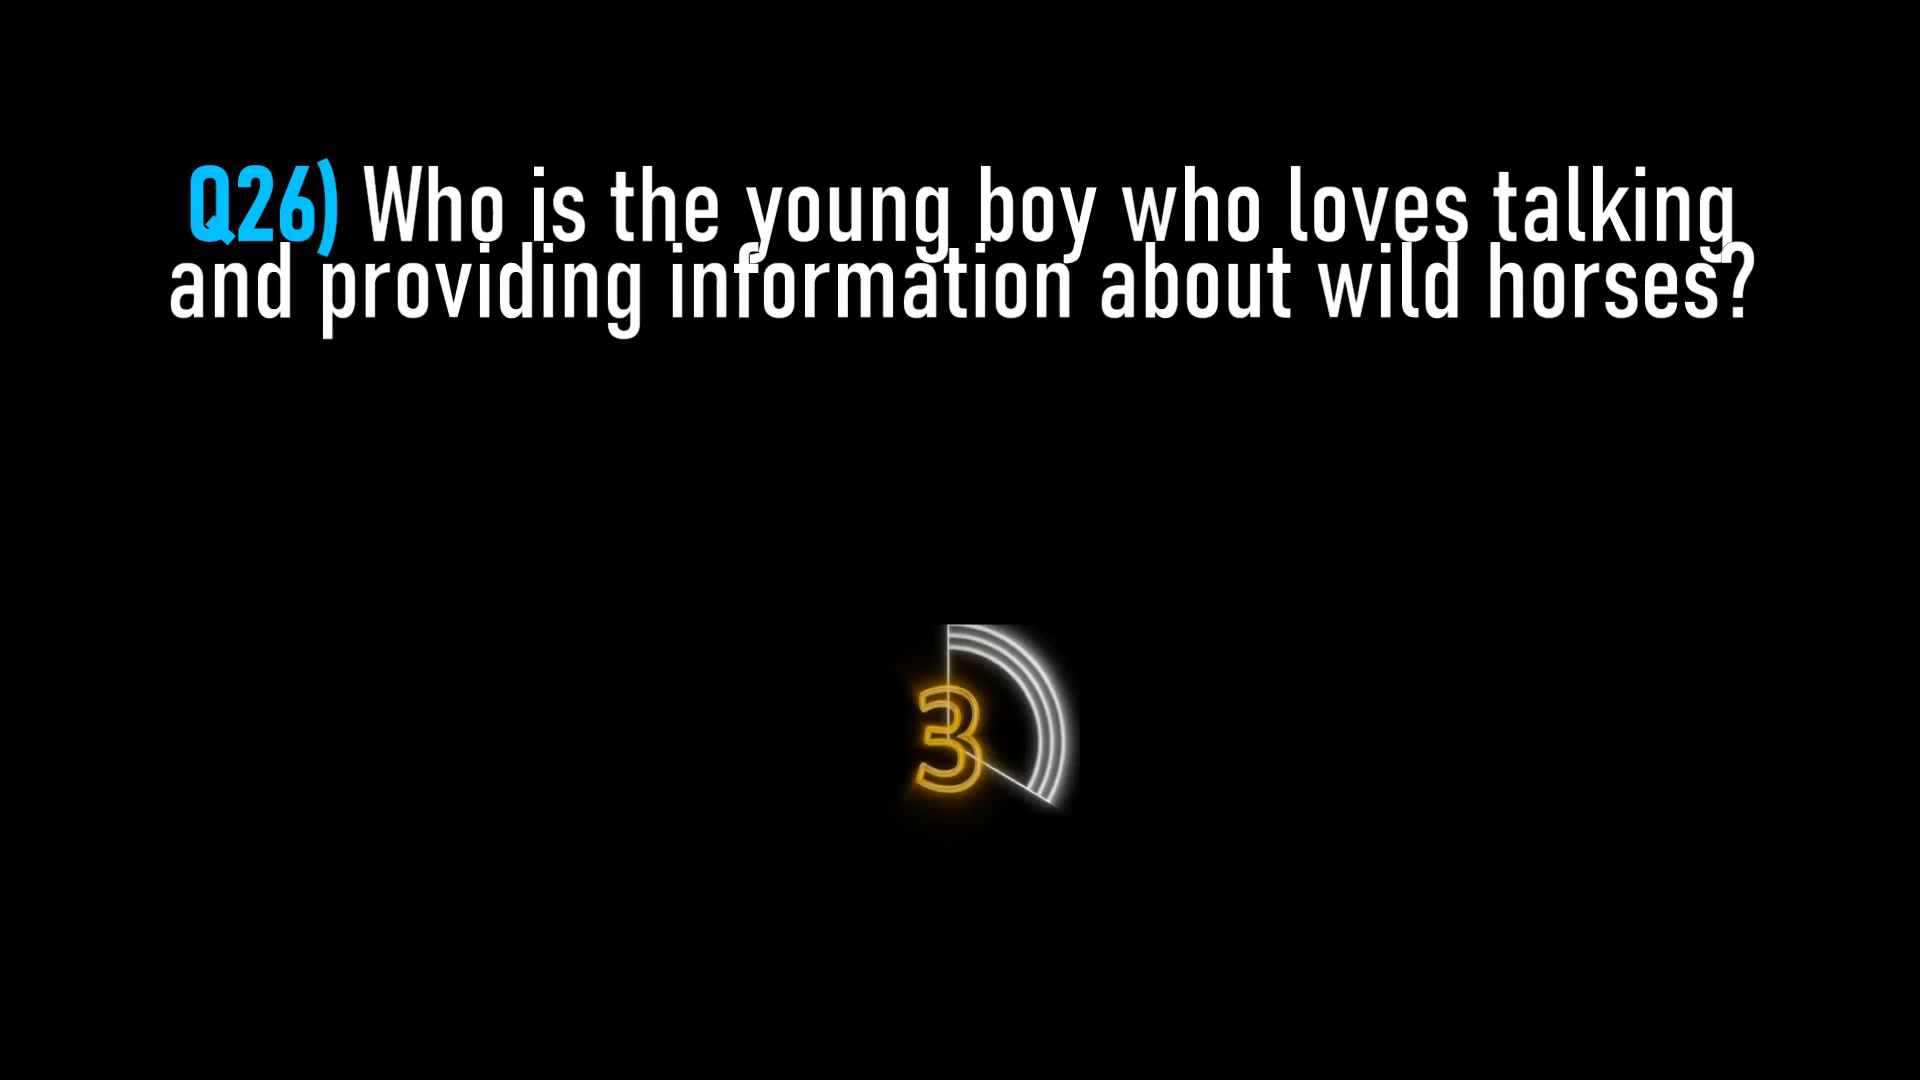 Q26) Who is the young boy who loves talking
and providing information about wild horses?
3